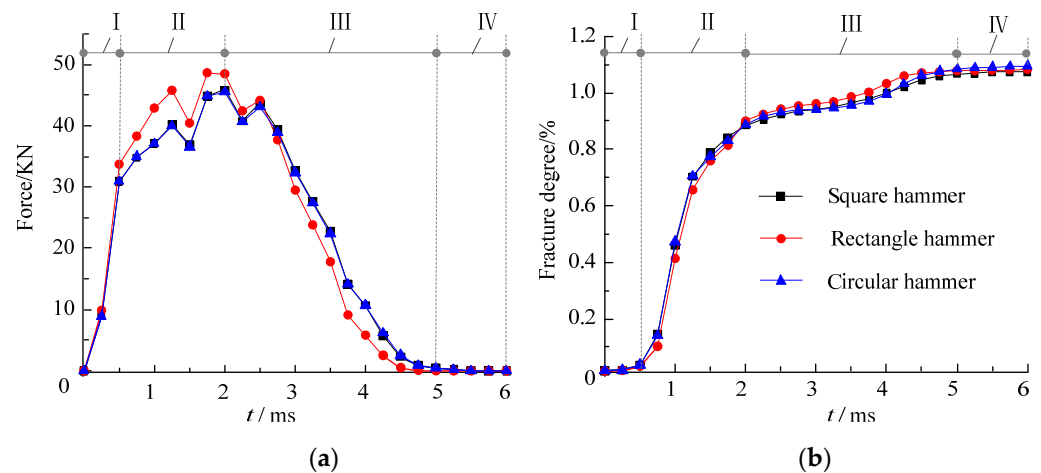 I II III IV
50
40
30
20
10
0
1 2 3 4 5 6
Force/KN
t / ms
(a)
I II III IV
1.2
1.0
0.8
0.6
0.4
0.2
0
1 2 3 4 5 6
Fracture degree/%
t / ms
Square hammer
Rectangle hammer
Circular hammer
(b)